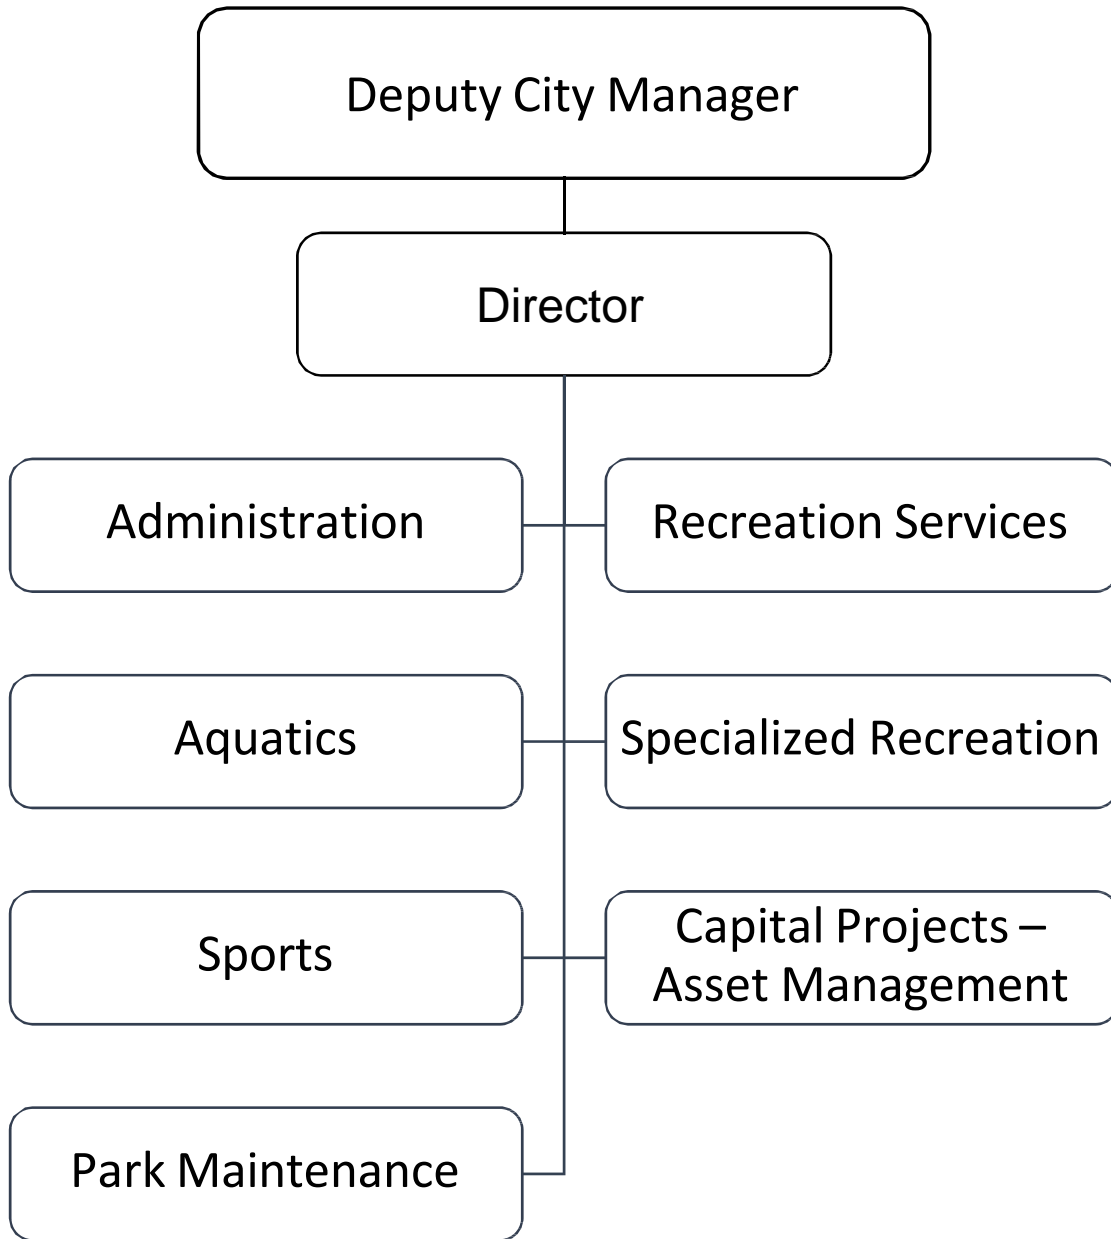 Deputy City Manager
Director
Administration
Recreation Services
Aquatics
Specialized Recreation
Sports
Capital Projects –
Asset Management
Park Maintenance